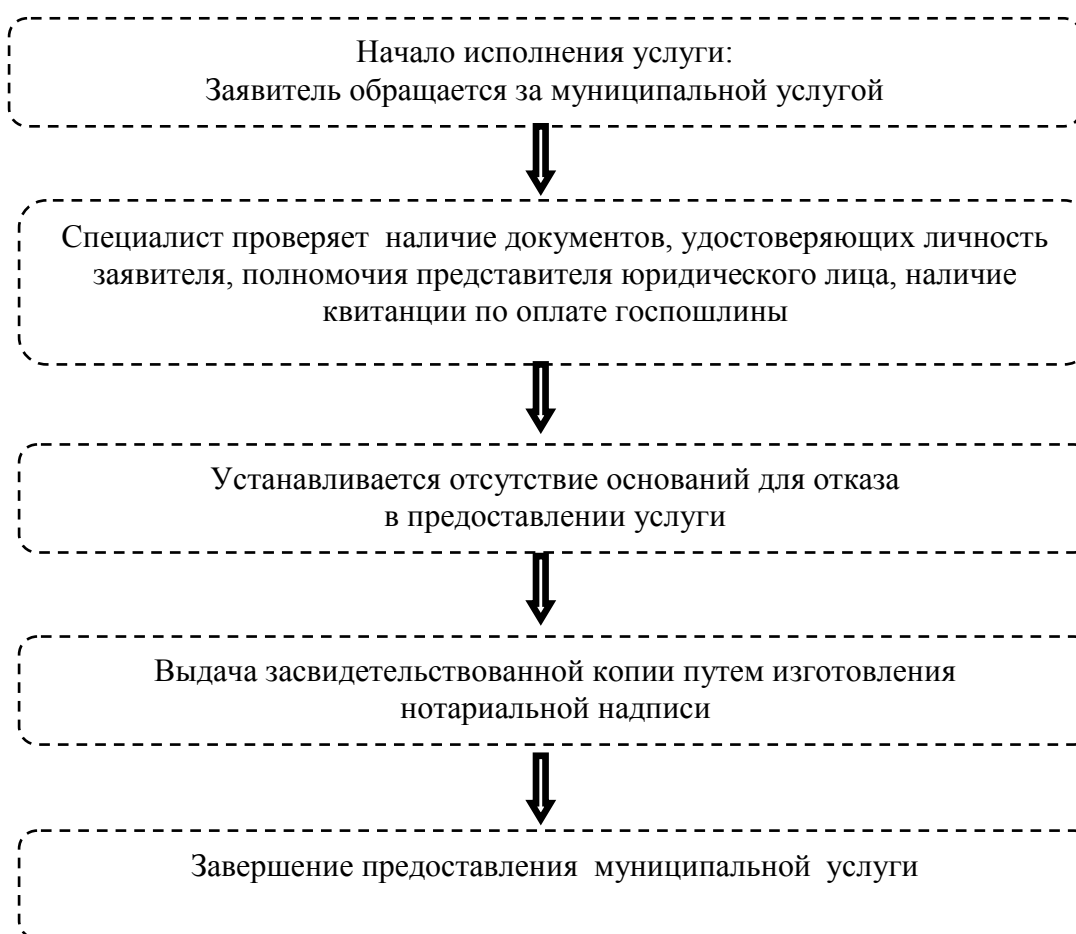 Начало исполнения услуги:
Заявитель обращается за муниципальной услугой
Специалист проверяет наличие документов, удостоверяющих личность
заявителя, полномочия представителя юридического лица, наличие
квитанции по оплате госпошлины
Устанавливается отсутствие оснований для отказа
в предоставлении услуги
Выдача засвидетельствованной копии путем изготовления
нотариальной надписи
Завершение предоставления муниципальной услуги